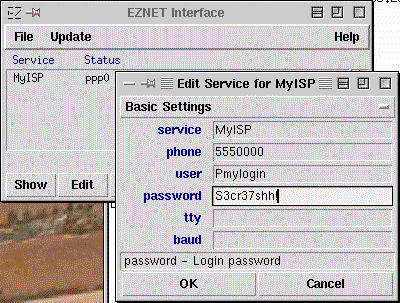 EZ EZNET Interface
File Update Help
Service Status
MyISP ppp0
Edit Service for MyISP
Basic Settings
service MyISP
phone 5550000
user Pmylogin
password S3cr37shh!
tty
baud
password - Login password
OK Cancel
Show Edit